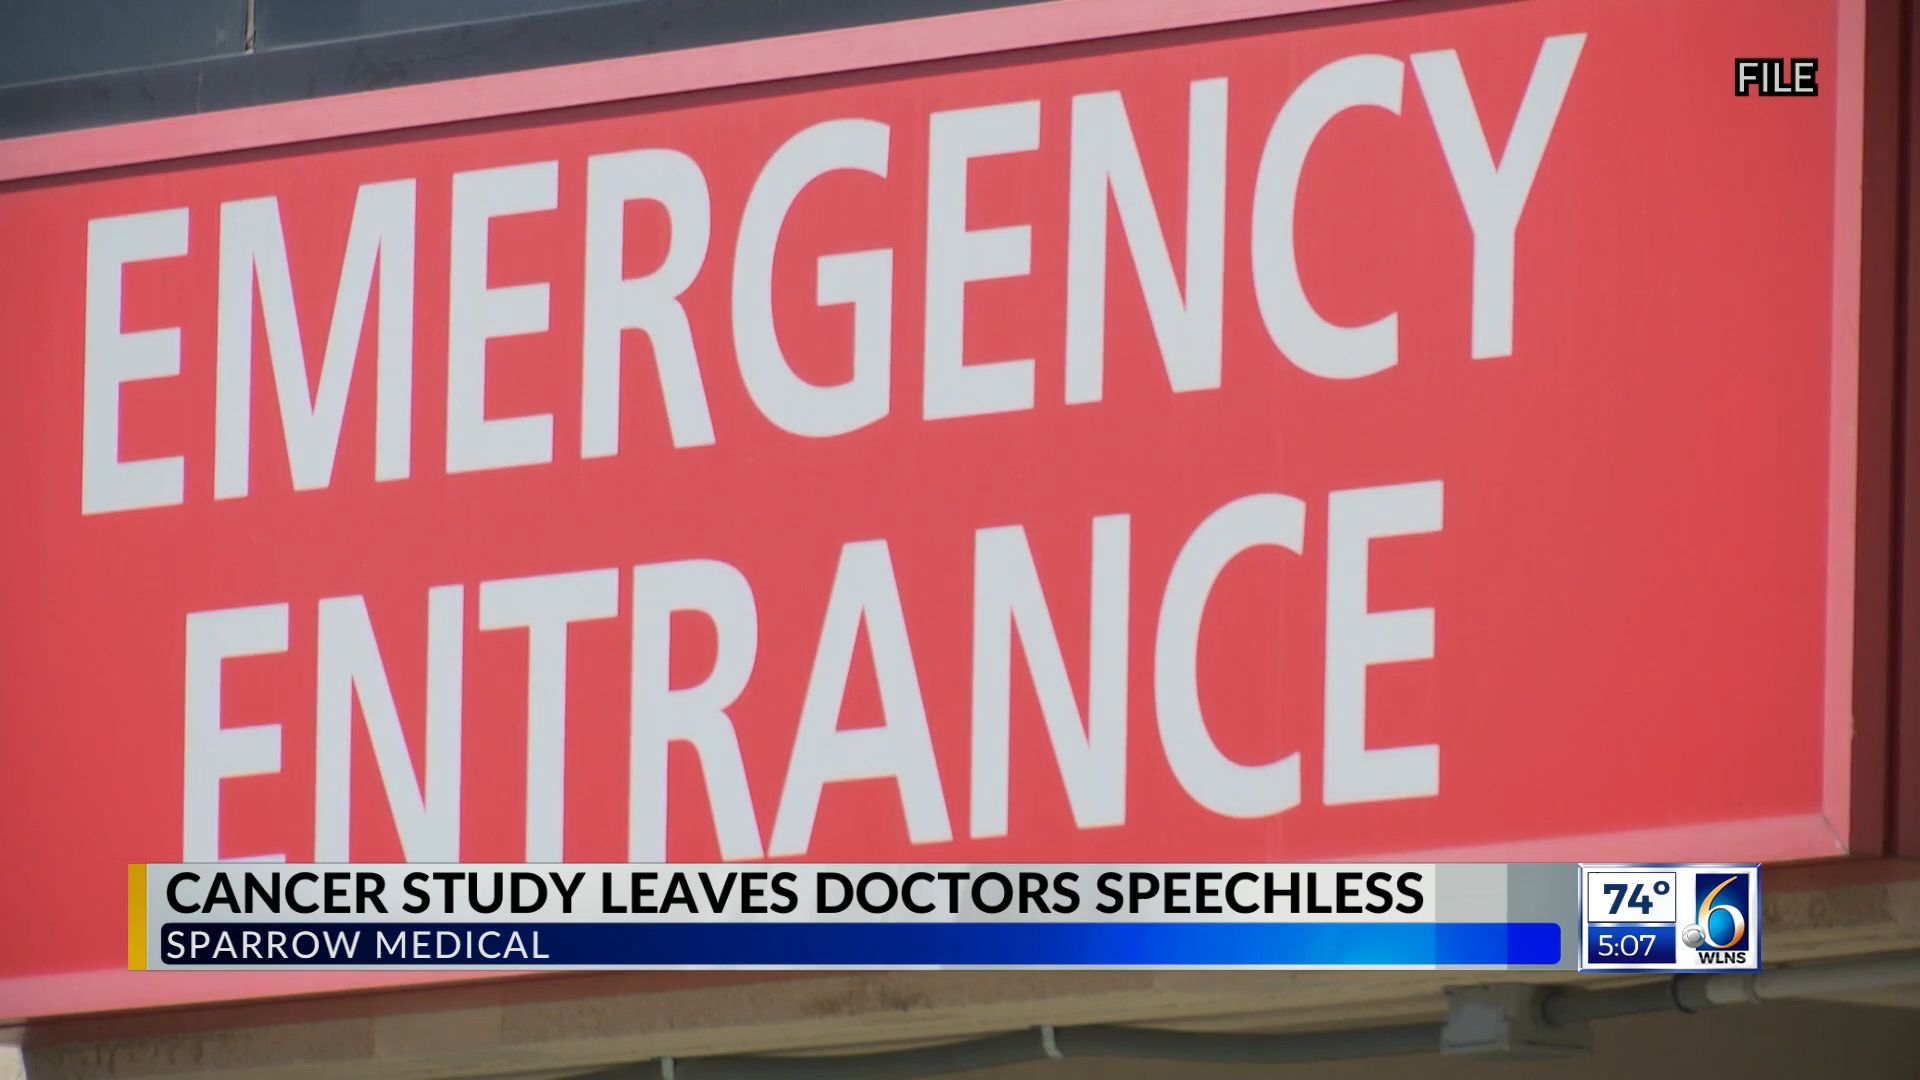 FILE
EMERGENCY
ENTRANCE
CANCER STUDY LEAVES DOCTORS SPEECHLESS
SPARROW MEDICAL
74°
5:07
6
WLNS